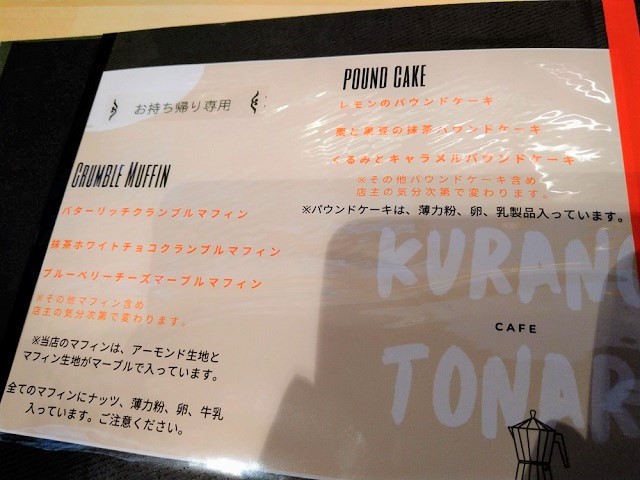 お持ち帰り専用
CRUMBLE MUFFIN
バターリッチクランブルマフィン
抹茶ホワイトチョコクランブルマフィン
ブルーベリーチーズマーブルマフィン
※その他マフィン含め
店主の気分次第で変わります。
※当店のマフィンは、アーモンド生地と
マフィン生地がマーブルで入っています。
全てのマフィンにナッツ、薄力粉、卵、牛乳
入っています。ご注意ください。
POUND CAKE
レモンのパウンドケーキ
栗と黒豆の抹茶パウンドケーキ
くるみとキャラメルパウンドケーキ
※その他パウンドケーキ含め
店主の気分次第で変わります。
※パウンドケーキは、薄力粉、卵、乳製品入っています。
KURANO
CAFE
TONAR